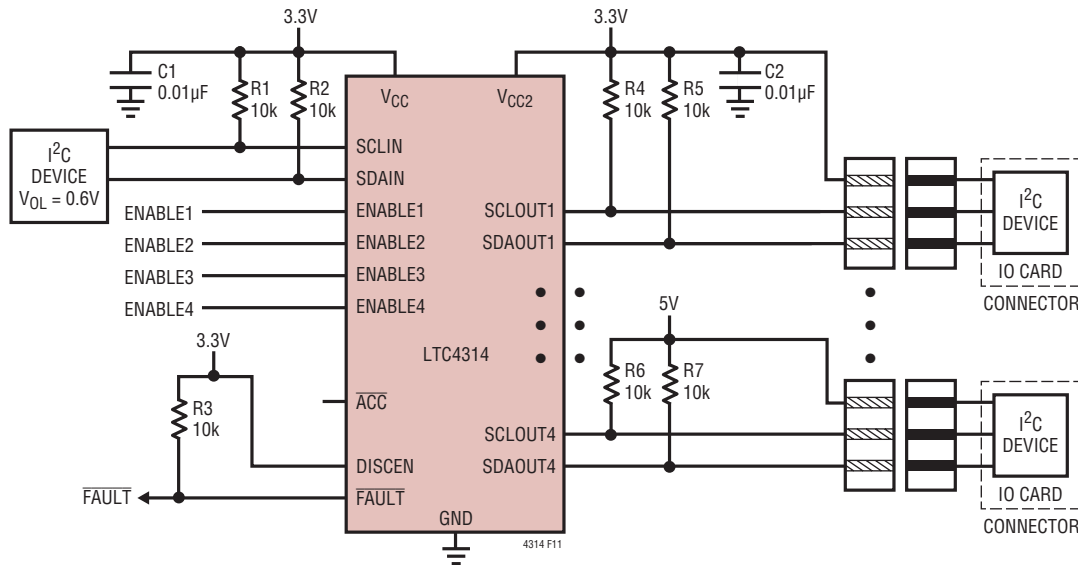 3.3V
3.3V
C1
0.01µF
R1
10k
R2
10k
R4
10k
R5
10k
C2
0.01µF
VCC
VCC2
I2C
DEVICE
VOL = 0.6V
SCLIN
SDAIN
ENABLE1
ENABLE1
ENABLE2
ENABLE2
ENABLE3
ENABLE3
ENABLE4
ENABLE4
SCLOUT1
SDAOUT1
I2C
DEVICE
IO CARD
CONNECTOR
3.3V
5V
LTC4314
R3
10k
R6
10k
R7
10k
ACC
SCLOUT4
SDAOUT4
DISCEN
FAULT
FAULT
GND
I2C
DEVICE
IO CARD
CONNECTOR
4314 F11